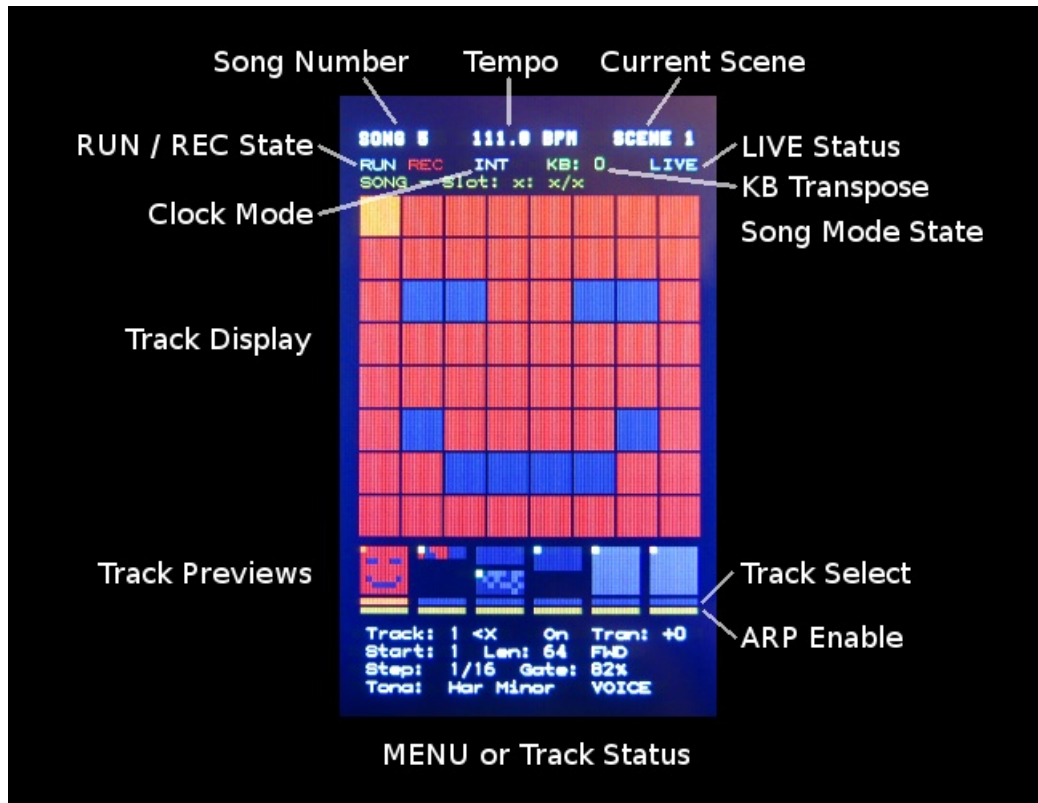 Song Number
Tempo
Current Scene
SONG 5 111.0 BPM SCENE 1
RUN / REC State
RUN REC INT KB: 0 LIVE
LIVE Status
SONG - Slot: x: x/x
KB Transpose
Clock Mode
Song Mode State
Track Display
Track Previews
Track Select
ARP Enable
Track: 1 <X On Tran: +0
Start: 1 Len: 64 FWD
Step: 1/16 Gate: 82%
Tona: Har Minor VOICE
MENU or Track Status